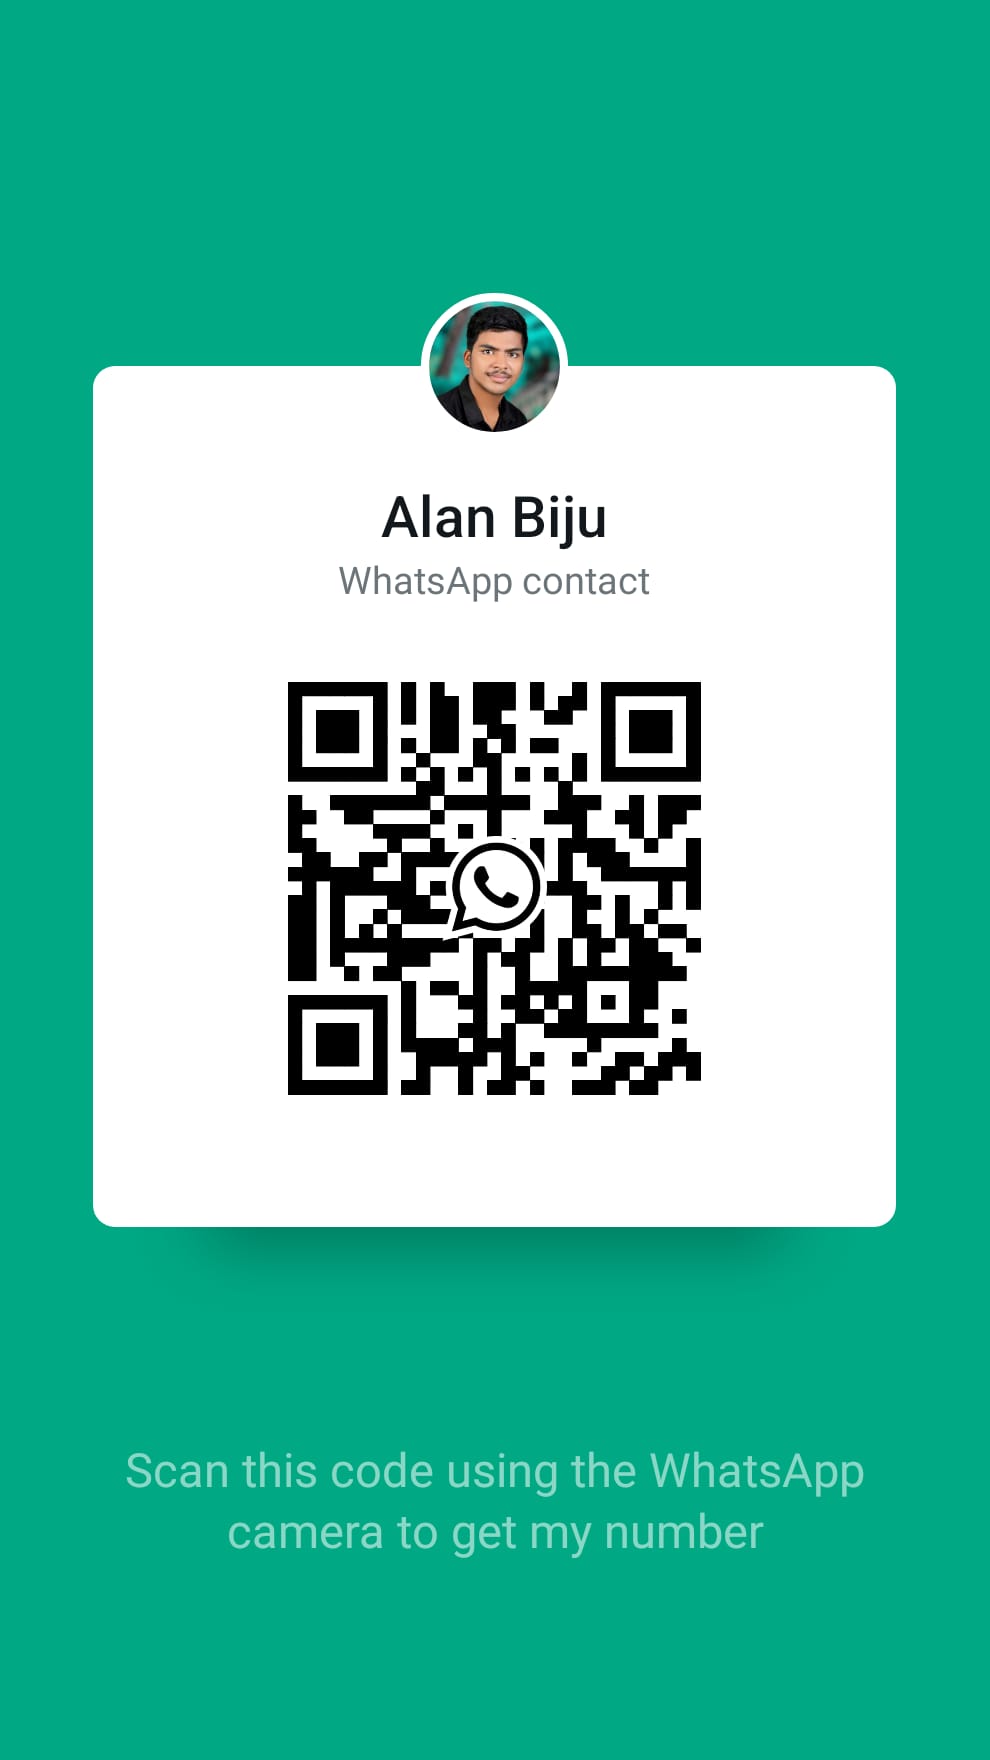 Alan Biju
WhatsApp contact
Scan this code using the WhatsApp
camera to get my number